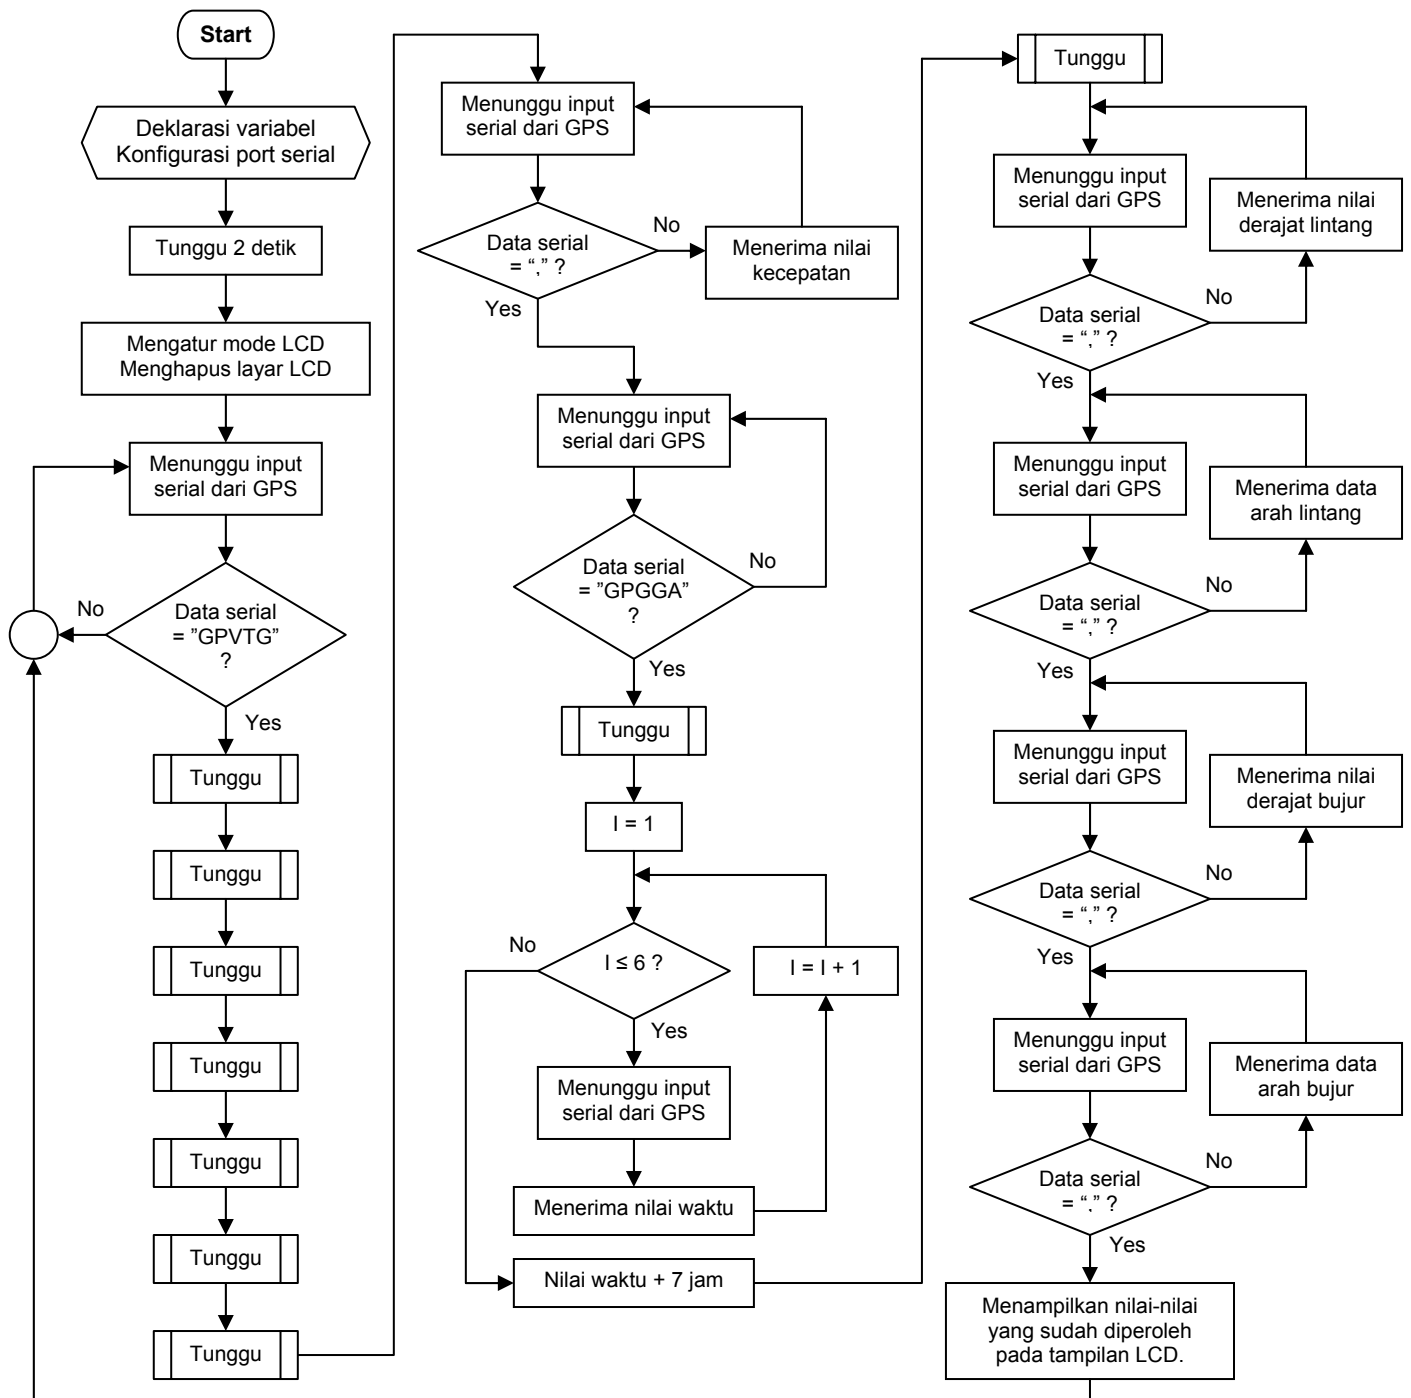 Start
Deklarasi variabel
Konfigurasi port serial
Tunggu 2 detik
Mengatur mode LCD
Menghapus layar LCD
Menunggu input
serial dari GPS
No
Data serial
= ”GPVTG”
?
Yes
Tunggu
Tunggu
Tunggu
Tunggu
Tunggu
Tunggu
Tunggu
Menunggu input
serial dari GPS
Data serial
= “,” ?
No
Menerima nilai
kecepatan
Yes
Menunggu input
serial dari GPS
Data serial
= ”GPGGA”
?
No
Yes
Tunggu
I = 1
No
I ≤ 6 ?
I = I + 1
Yes
Menunggu input
serial dari GPS
Menerima nilai waktu
Nilai waktu + 7 jam
Tunggu
Menunggu input
serial dari GPS
Menerima nilai
derajat lintang
Data serial
= “,” ?
No
Yes
Menunggu input
serial dari GPS
Menerima data
arah lintang
Data serial
= “,” ?
No
Yes
Menunggu input
serial dari GPS
Menerima nilai
derajat bujur
Data serial
= “,” ?
No
Yes
Menunggu input
serial dari GPS
Menerima data
arah bujur
Data serial
= “,” ?
No
Yes
Menampilkan nilai-nilai
yang sudah diperoleh
pada tampilan LCD.